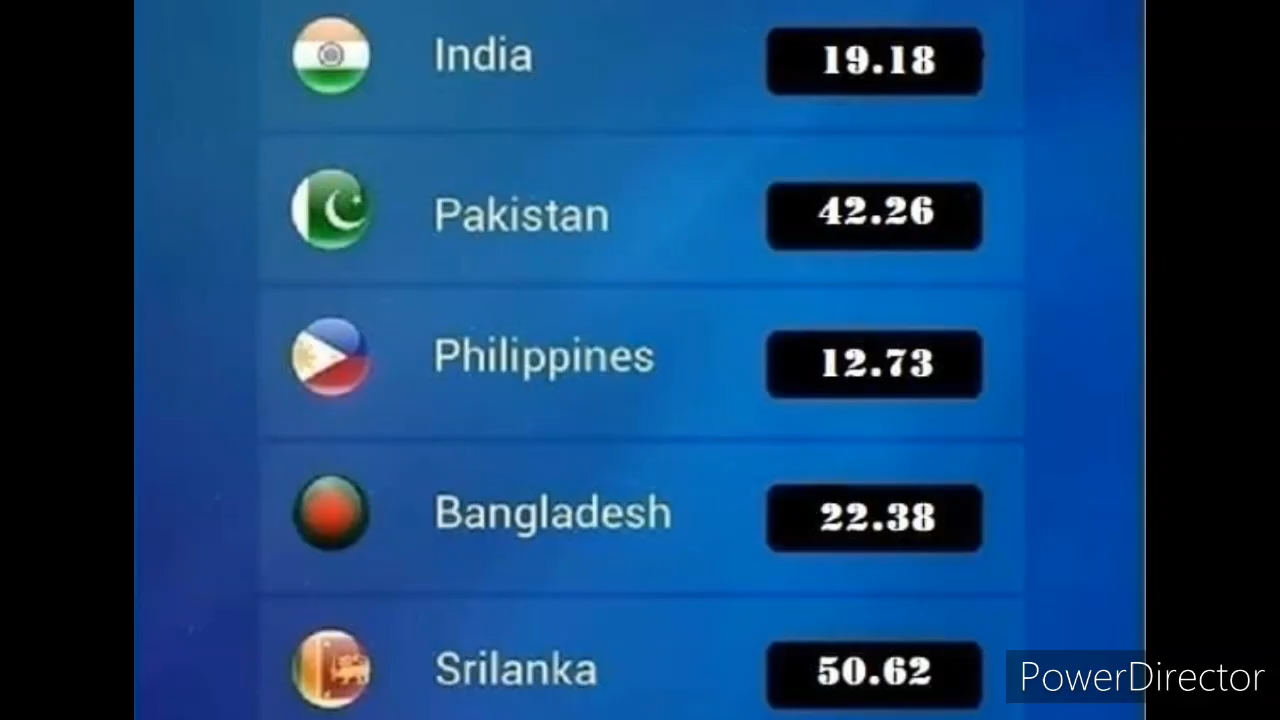 India 19.18
Pakistan 42.26
Philippines 12.73
Bangladesh 22.38
Srilanka 50.62
PowerDirector